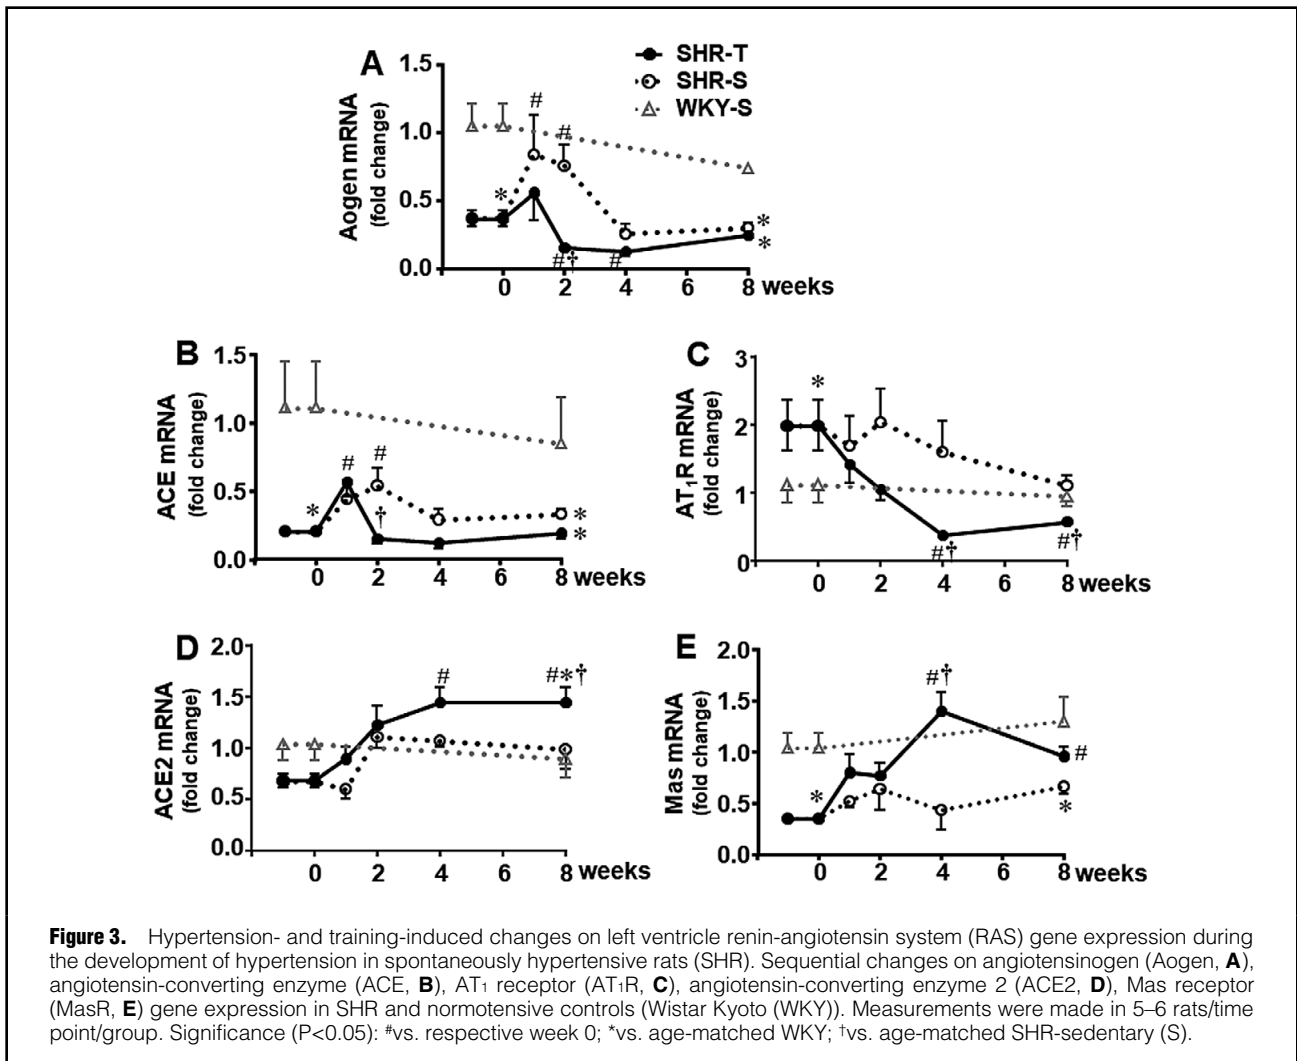 A
SHR-T
SHR-S
WKY-S
Aogen mRNA
(fold change)
1.5
1.0
0.5
0.0
#
#
*
#†
#
*
*
0 2 4 6 8 weeks
B
ACE mRNA
(fold change)
1.5
1.0
0.5
0.0
*
#
#
†
*
*
0 2 4 6 8 weeks
C
AT1R mRNA
(fold change)
3
2
1
0
*
#†
#†
0 2 4 6 8 weeks
D
ACE2 mRNA
(fold change)
2.0
1.5
1.0
0.5
0.0
#
#*†
0 2 4 6 8 weeks
E
Mas mRNA
(fold change)
2.0
1.5
1.0
0.5
0.0
*
#†
#
*
0 2 4 6 8 weeks
Figure 3. Hypertension- and training-induced changes on left ventricle renin-angiotensin system (RAS) gene expression during
the development of hypertension in spontaneously hypertensive rats (SHR). Sequential changes on angiotensinogen (Aogen, A),
angiotensin-converting enzyme (ACE, B), AT1 receptor (AT1R, C), angiotensin-converting enzyme 2 (ACE2, D), Mas receptor
(MasR, E) gene expression in SHR and normotensive controls (Wistar Kyoto (WKY)). Measurements were made in 5–6 rats/time
point/group. Significance (P<0.05): #vs. respective week 0; *vs. age-matched WKY; †vs. age-matched SHR-sedentary (S).